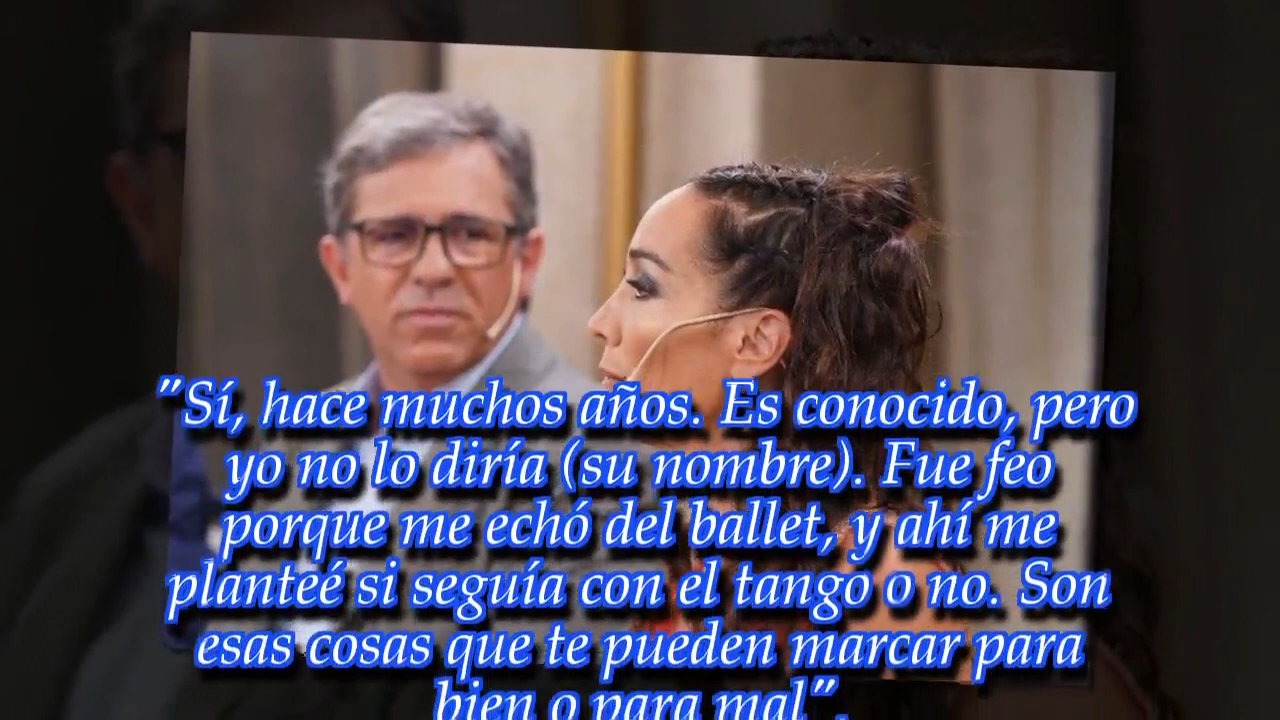 "Sí, hace muchos años. Es conocido, pero
yo no lo diría (su nombre). Fue feo
porque me echó del ballet, y ahí me
planteé si seguía con el tango o no. Son
esas cosas que te pueden marcar para
bien o para mal".